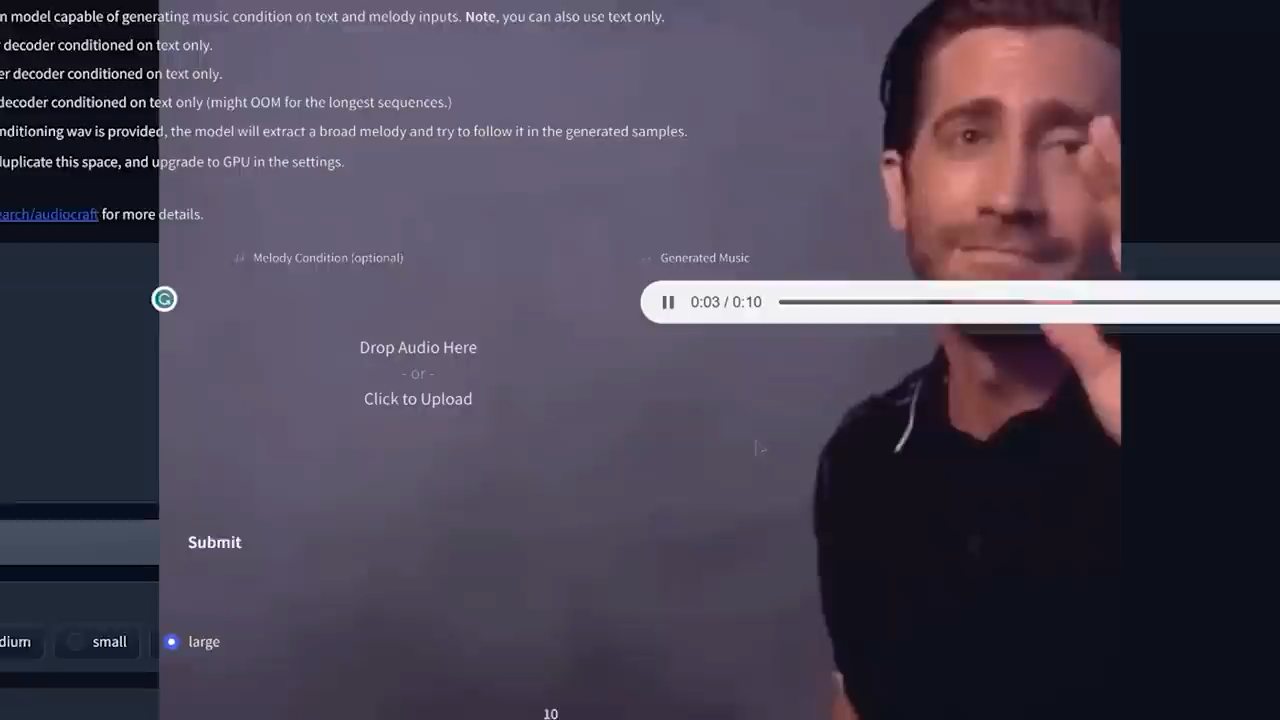 n model capable of generating music condition on text and melody inputs. Note, you can also use text only.
decoder conditioned on text only.
er decoder conditioned on text only.
decoder conditioned on text only (might OOM for the longest sequences.)
nditioning wav is provided, the model will extract a broad melody and try to follow it in the generated samples.
duplicate this space, and upgrade to GPU in the settings.
earch/audiocraft for more details.
Melody Condition (optional)
Generated Music
0:03 / 0:10
Drop Audio Here
- or -
Click to Upload
Submit
dium
small
large
10